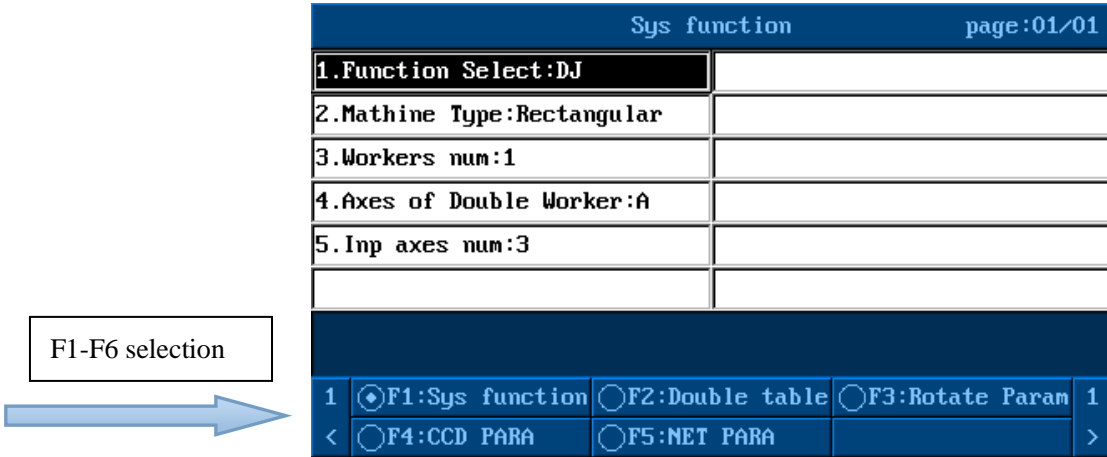 Sys function page:01/01
1.Function Select:DJ
2.Mathine Type:Rectangular
3.Workers num:1
4.Axes of Double Worker:A
5.Inp axes num:3
F1-F6 selection
1 F1:Sys function F2:Double table F3:Rotate Param 1
< F4:CCD PARA F5:NET PARA >